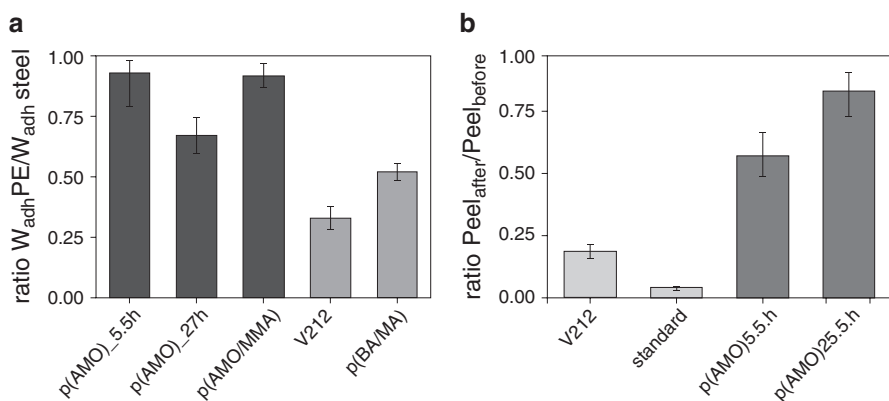 a
ratio WadhPE/Wadh steel
1.00
0.75
0.50
0.25
0.00
p(AMO)_5.5h
p(AMO)_27h
p(AMO/MMA)
V212
p(BA/MA)
b
ratio Peelafter/Peelbefore
1.00
0.75
0.50
0.25
0.00
V212
standard
p(AMO)5.5.h
p(AMO)25.5.h